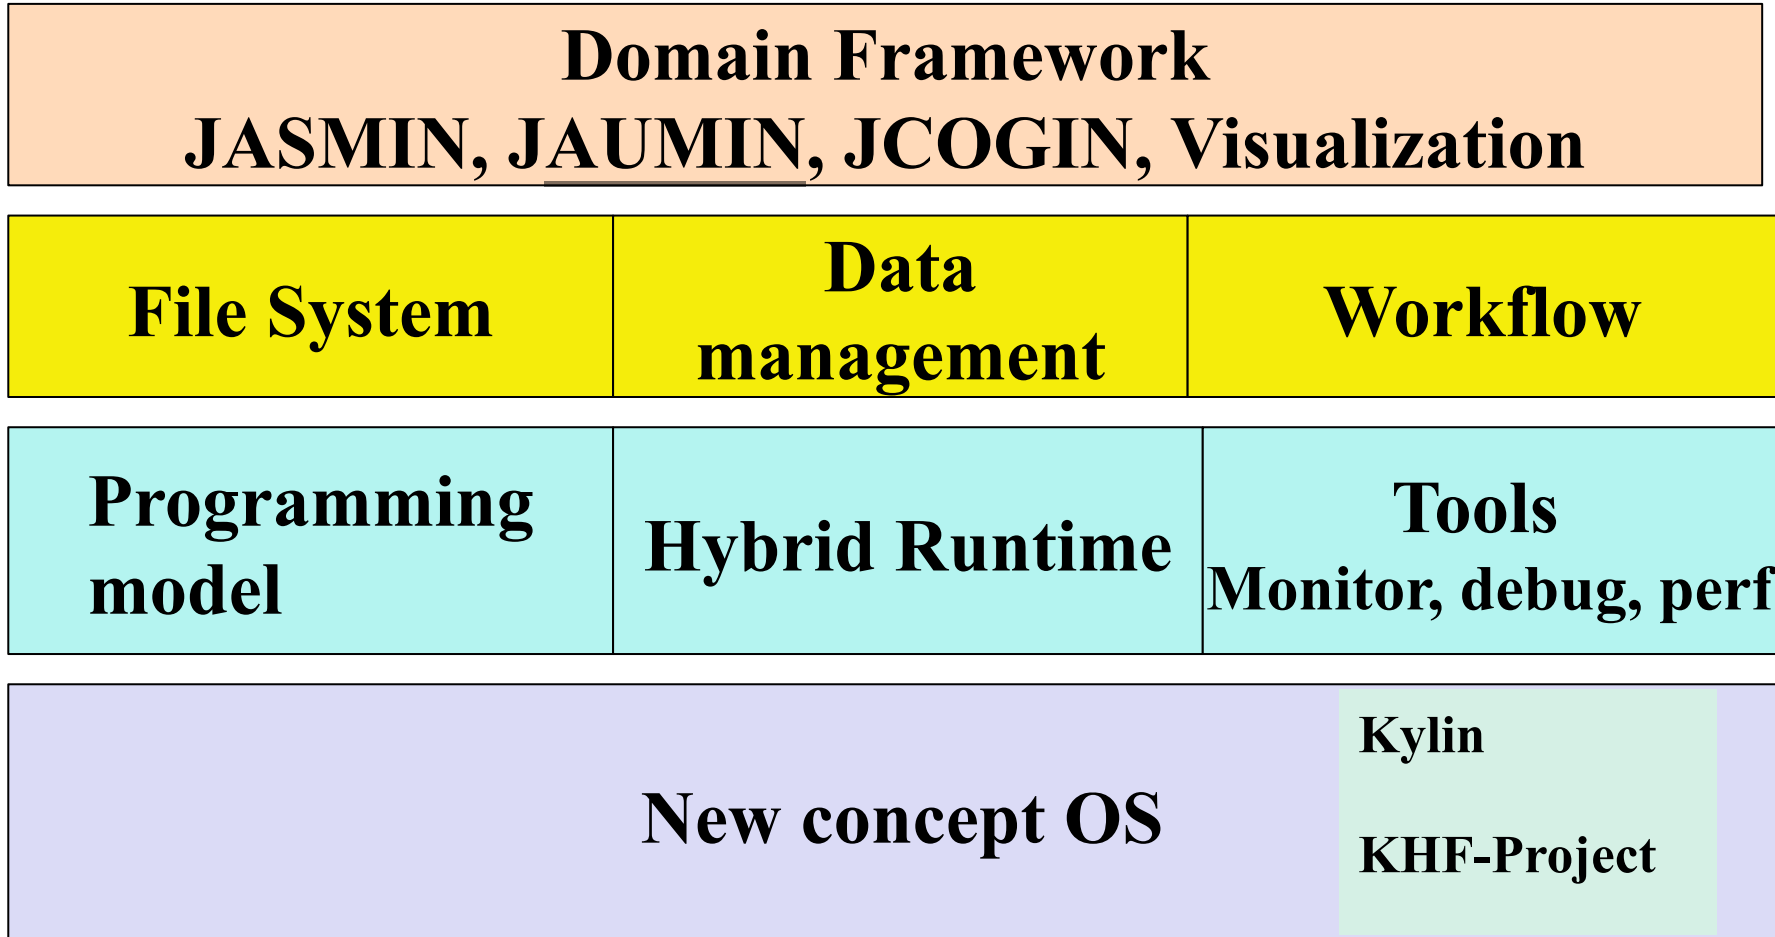 Domain Framework
JASMIN, JAUMIN, JCOGIN, Visualization
File System
Data
management
Workflow
Programming
model
Hybrid Runtime
Tools
Monitor, debug, perf
New concept OS
Kylin
KHF-Project